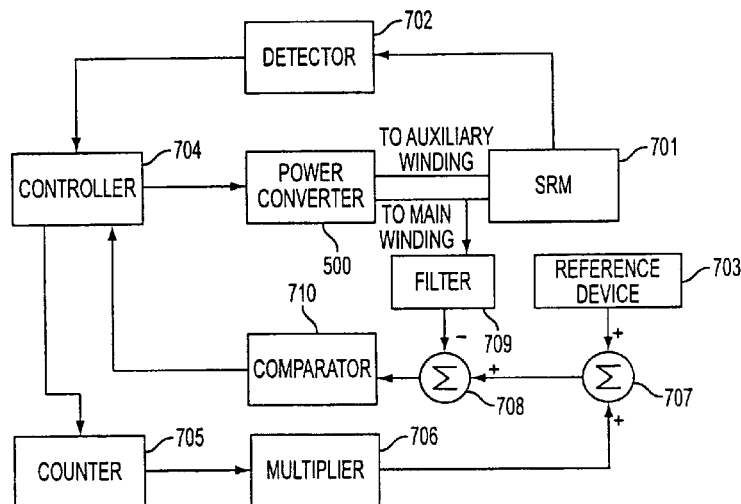 702
DETECTOR
704
CONTROLLER
POWER
CONVERTER
500
TO AUXILIARY
WINDING
TO MAIN
WINDING
701
SRM
FILTER
709
REFERENCE
DEVICE
703
710
COMPARATOR
−
+
Σ
708
+
Σ
707
+
705
COUNTER
706
MULTIPLIER